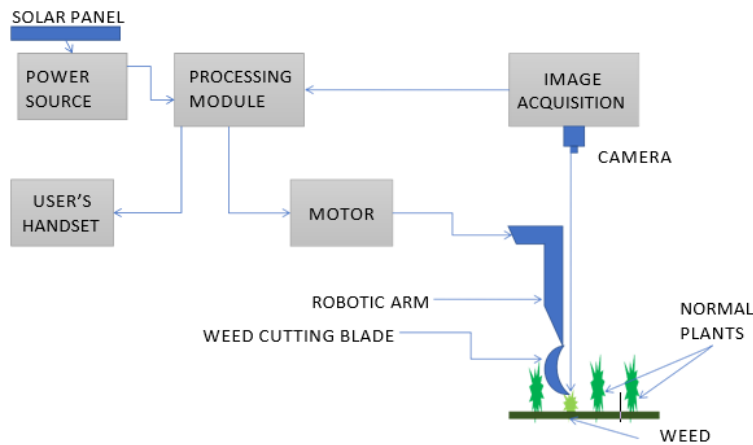 SOLAR PANEL
POWER
SOURCE
PROCESSING
MODULE
IMAGE
ACQUISITION
CAMERA
USER'S
HANDSET
MOTOR
ROBOTIC ARM
NORMAL
PLANTS
WEED CUTTING BLADE
WEED